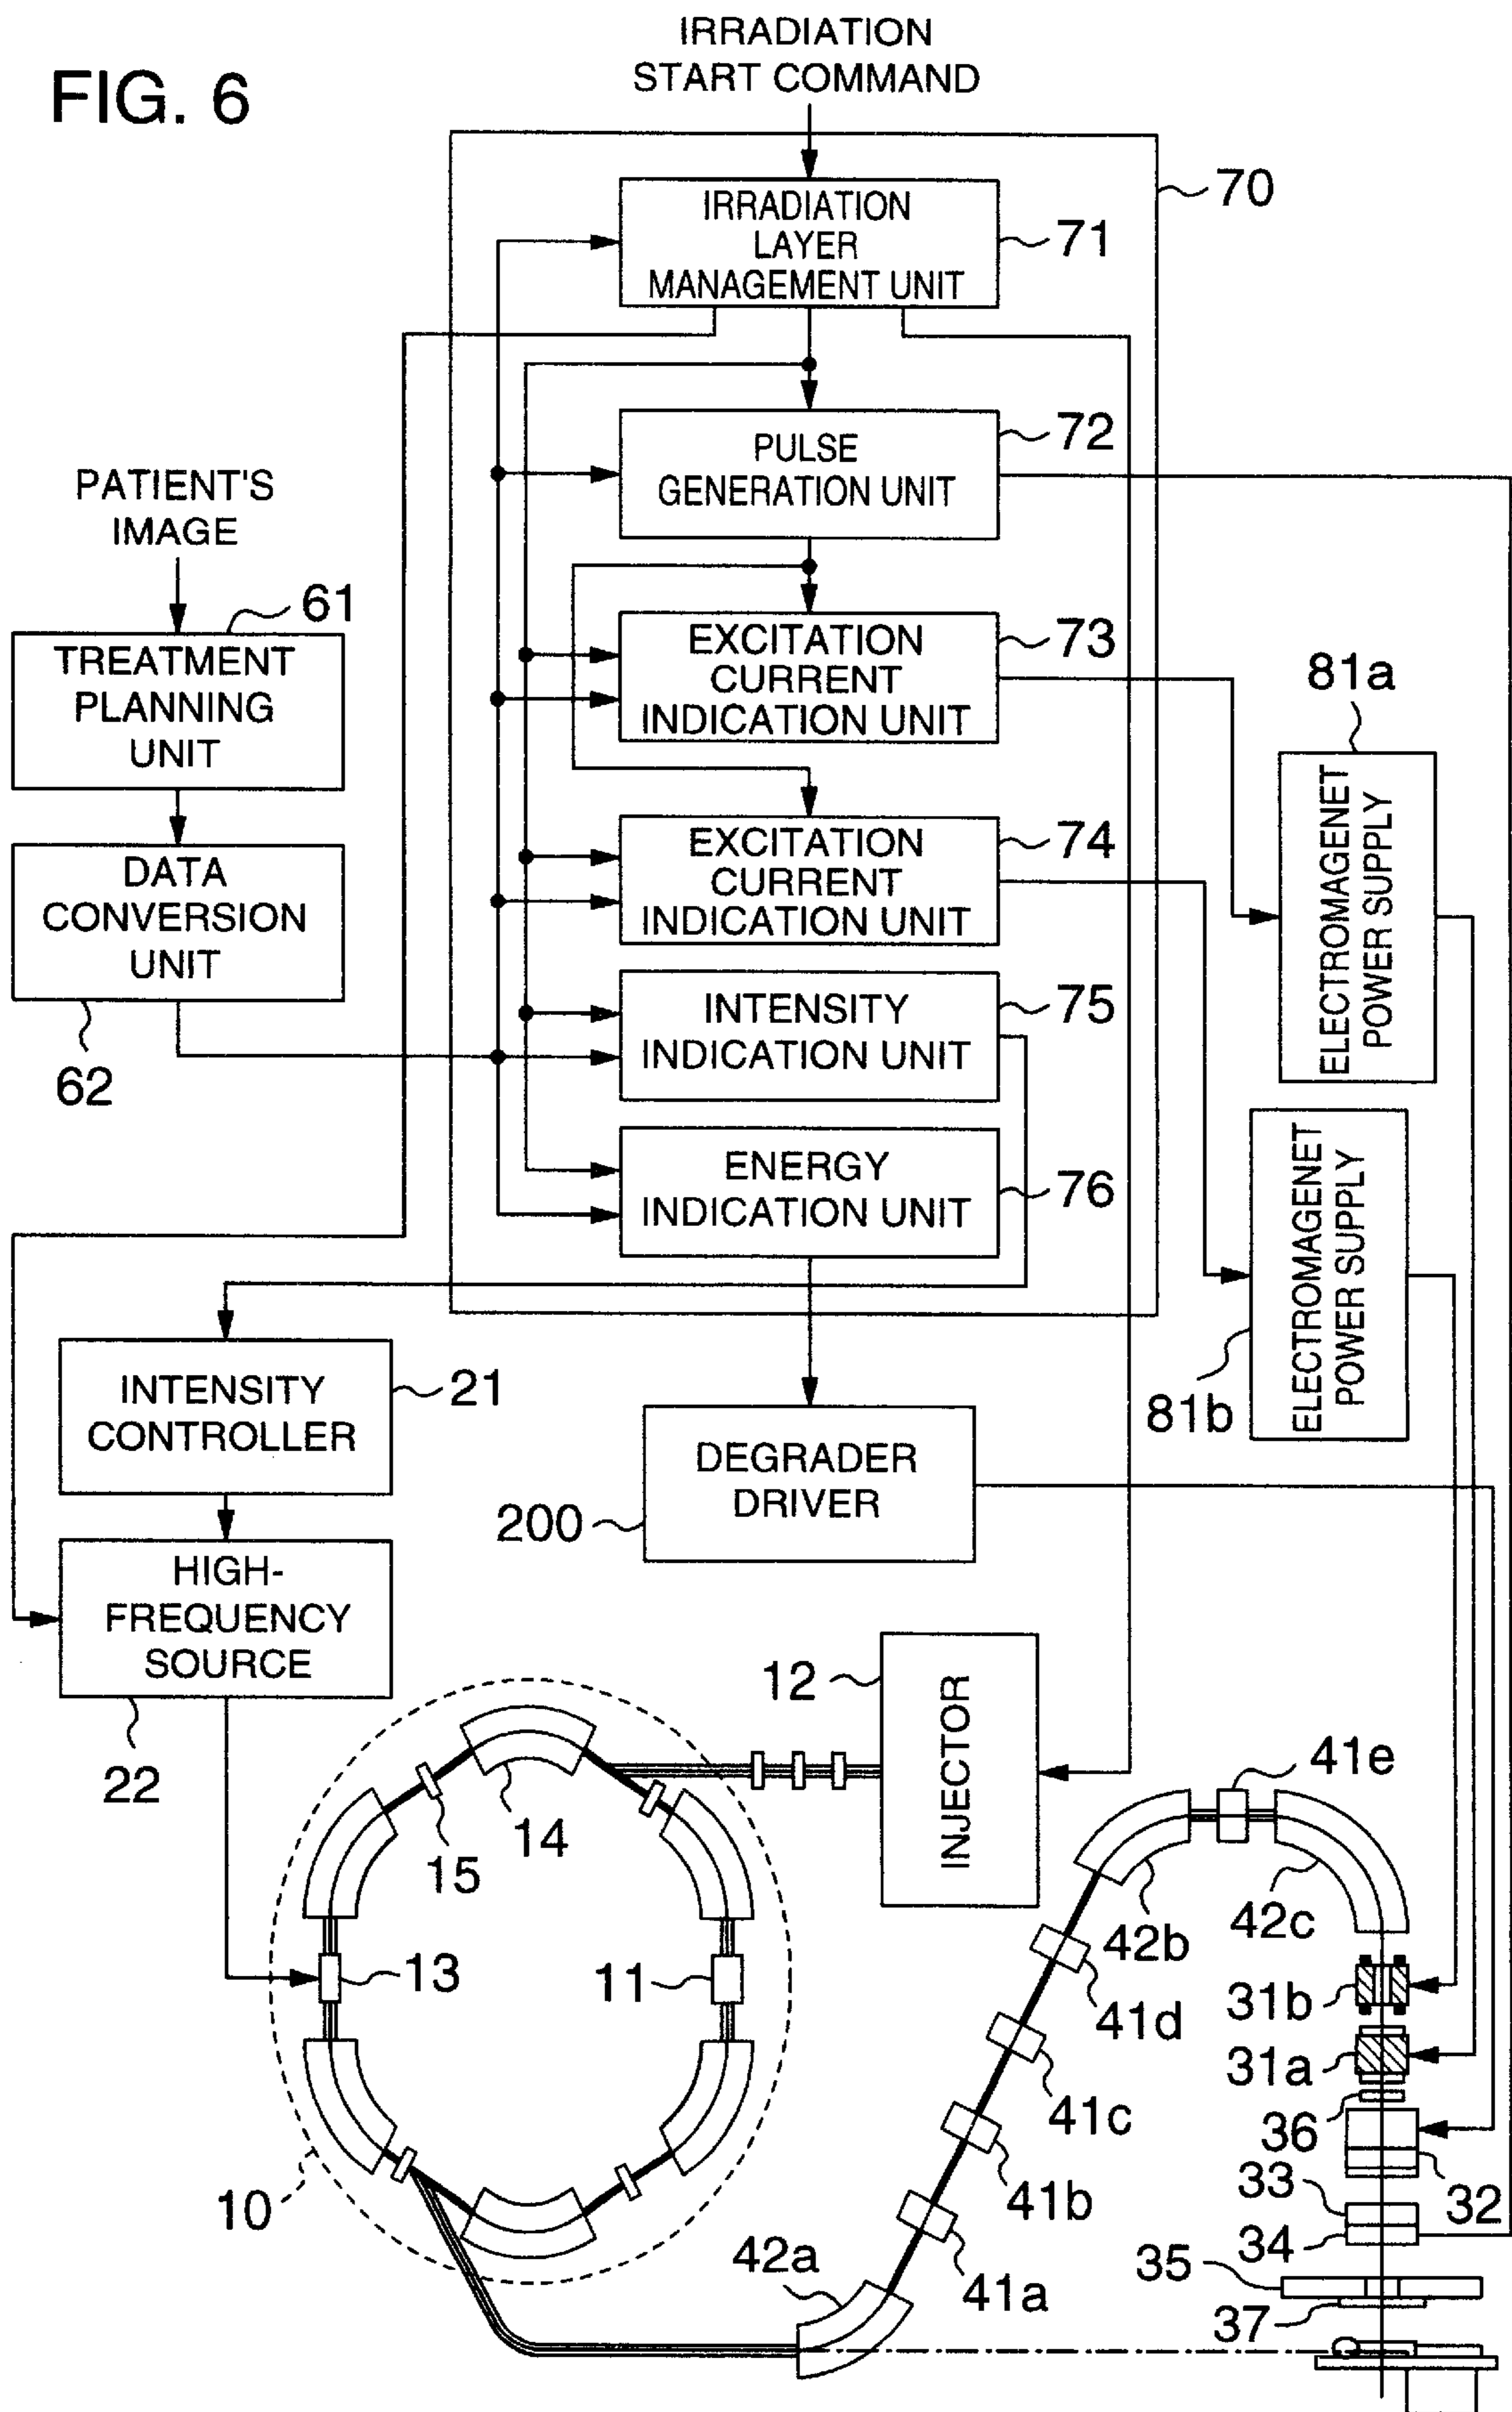 FIG. 6
IRRADIATION
START COMMAND
70
IRRADIATION
LAYER
MANAGEMENT UNIT
71
PULSE
GENERATION UNIT
72
PATIENT'S
IMAGE
61
TREATMENT
PLANNING
UNIT
EXCITATION
CURRENT
INDICATION UNIT
73
81a
ELECTROMAGENET
POWER SUPPLY
DATA
CONVERSION
UNIT
62
EXCITATION
CURRENT
INDICATION UNIT
74
INTENSITY
INDICATION UNIT
75
ENERGY
INDICATION UNIT
76
ELECTROMAGENET
POWER SUPPLY
81b
INTENSITY
CONTROLLER
21
DEGRADER
DRIVER
200
HIGH-
FREQUENCY
SOURCE
22
12
INJECTOR
41e
14
15
42b
42c
13
11
31b
41d
31a
41c
36
41b
33
32
10
34
42a
41a
35
37